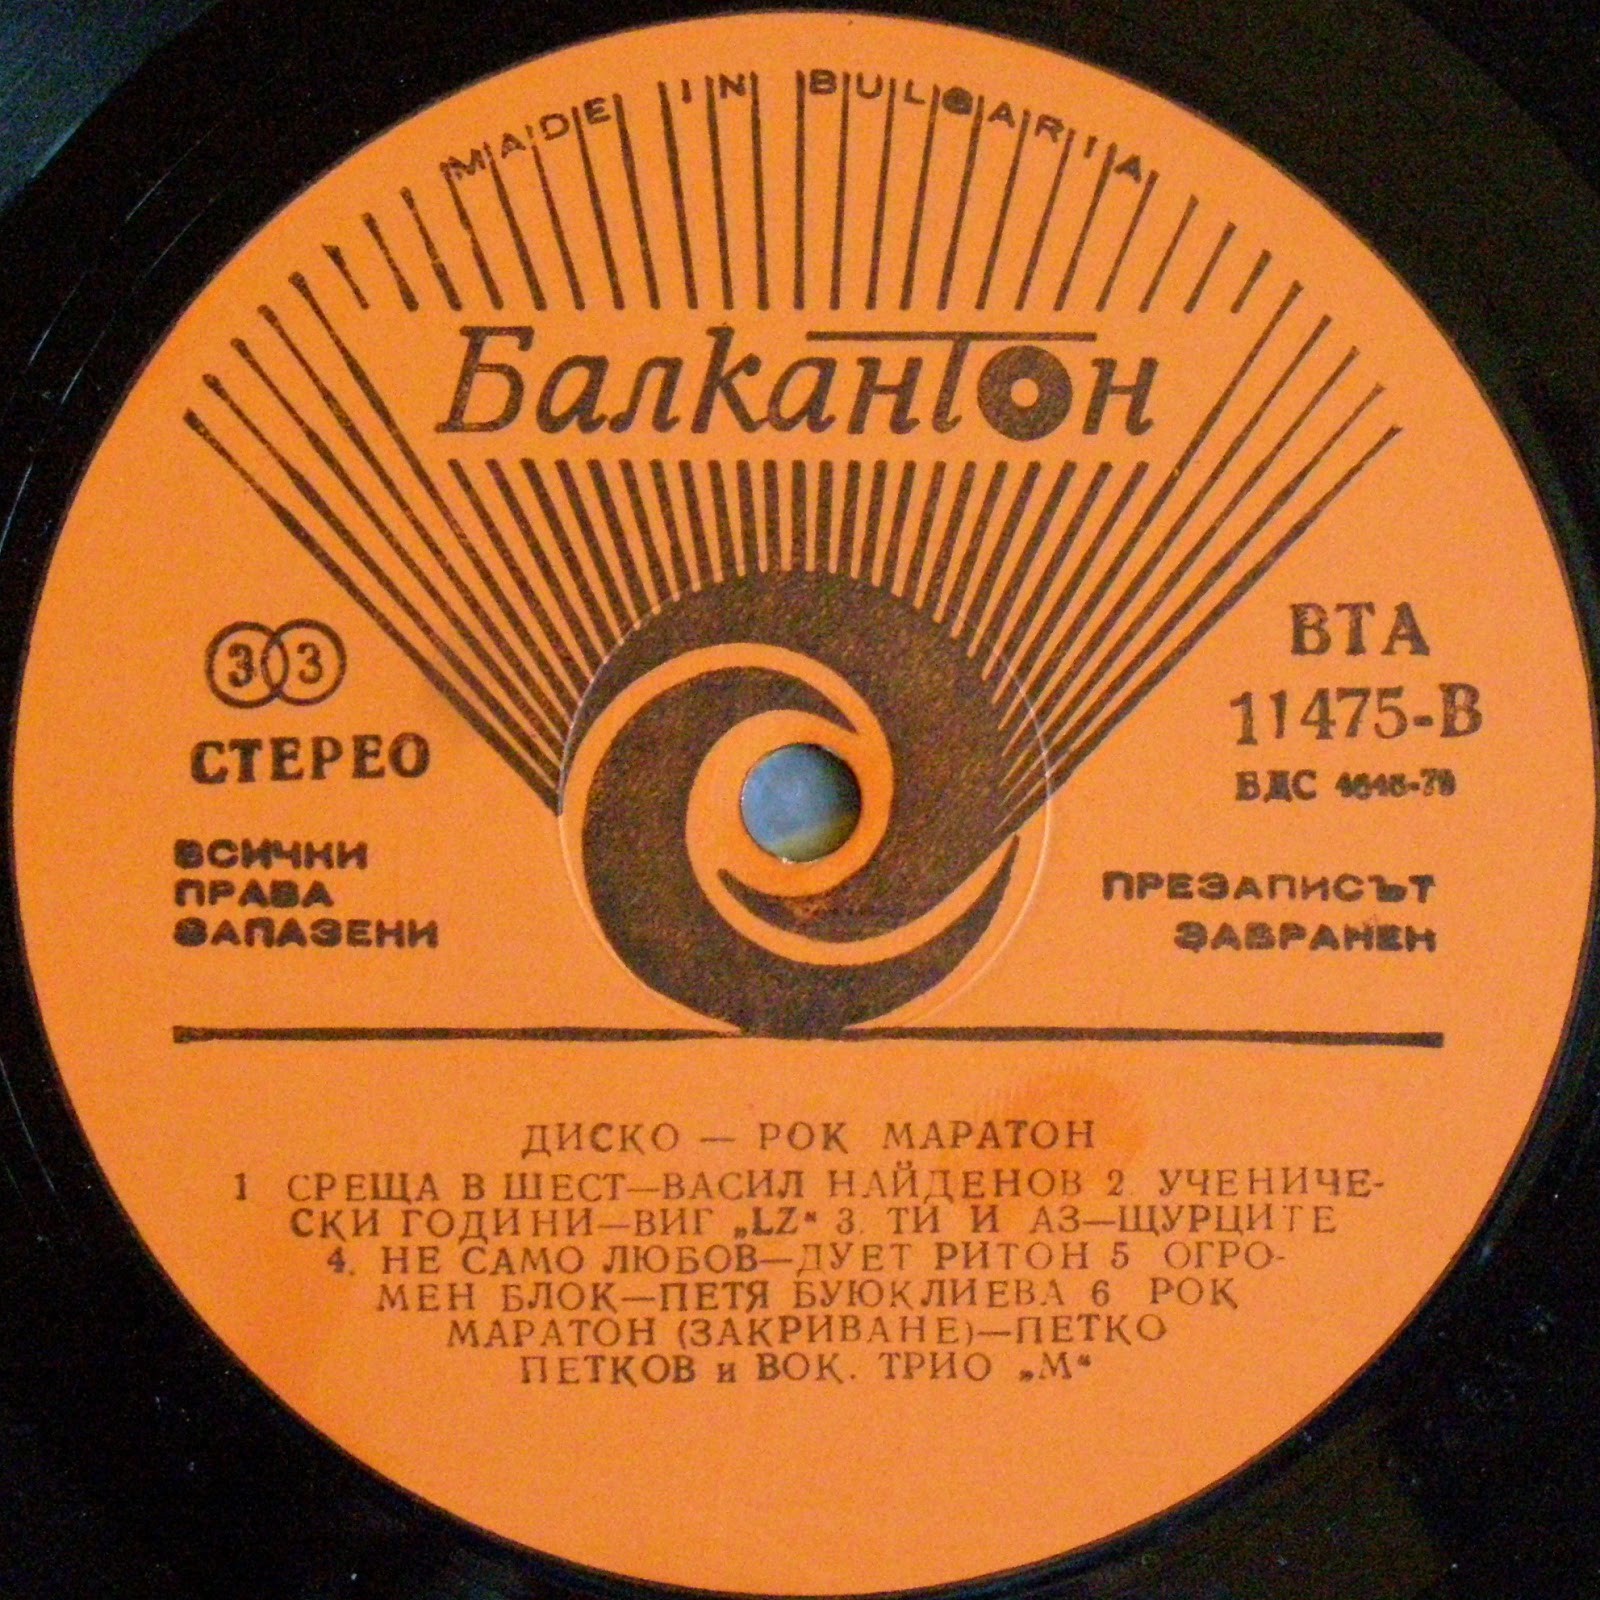 MADE IN BULGARIA
Балкантон
33
СТЕРЕО
ВСИЧКИ
ПРАВА
ЗАПАЗЕНИ
ВТА
11475-В
БДС
ПРЕЗАПИСЪТ
ЗАБРАНЕН
ДИСКО — РОК МАРАТОН
1 СРЕЩА В ШЕСТ—ВАСИЛ НАЙДЕНОВ 2. УЧЕНИЧЕ-
СКИ ГОДИНИ—ВИГ „LZ“ 3. ТИ И АЗ—ЩУРЦИТЕ
4. НЕ САМО ЛЮБОВ—ДУЕТ РИТОН 5 ОГРО-
МЕН БЛОК—ПЕТЯ БУЮКЛИЕВА 6 РОК
МАРАТОН (ЗАКРИВАНЕ)—ПЕТКО
ПЕТКОВ и ВОК. ТРИО „М“